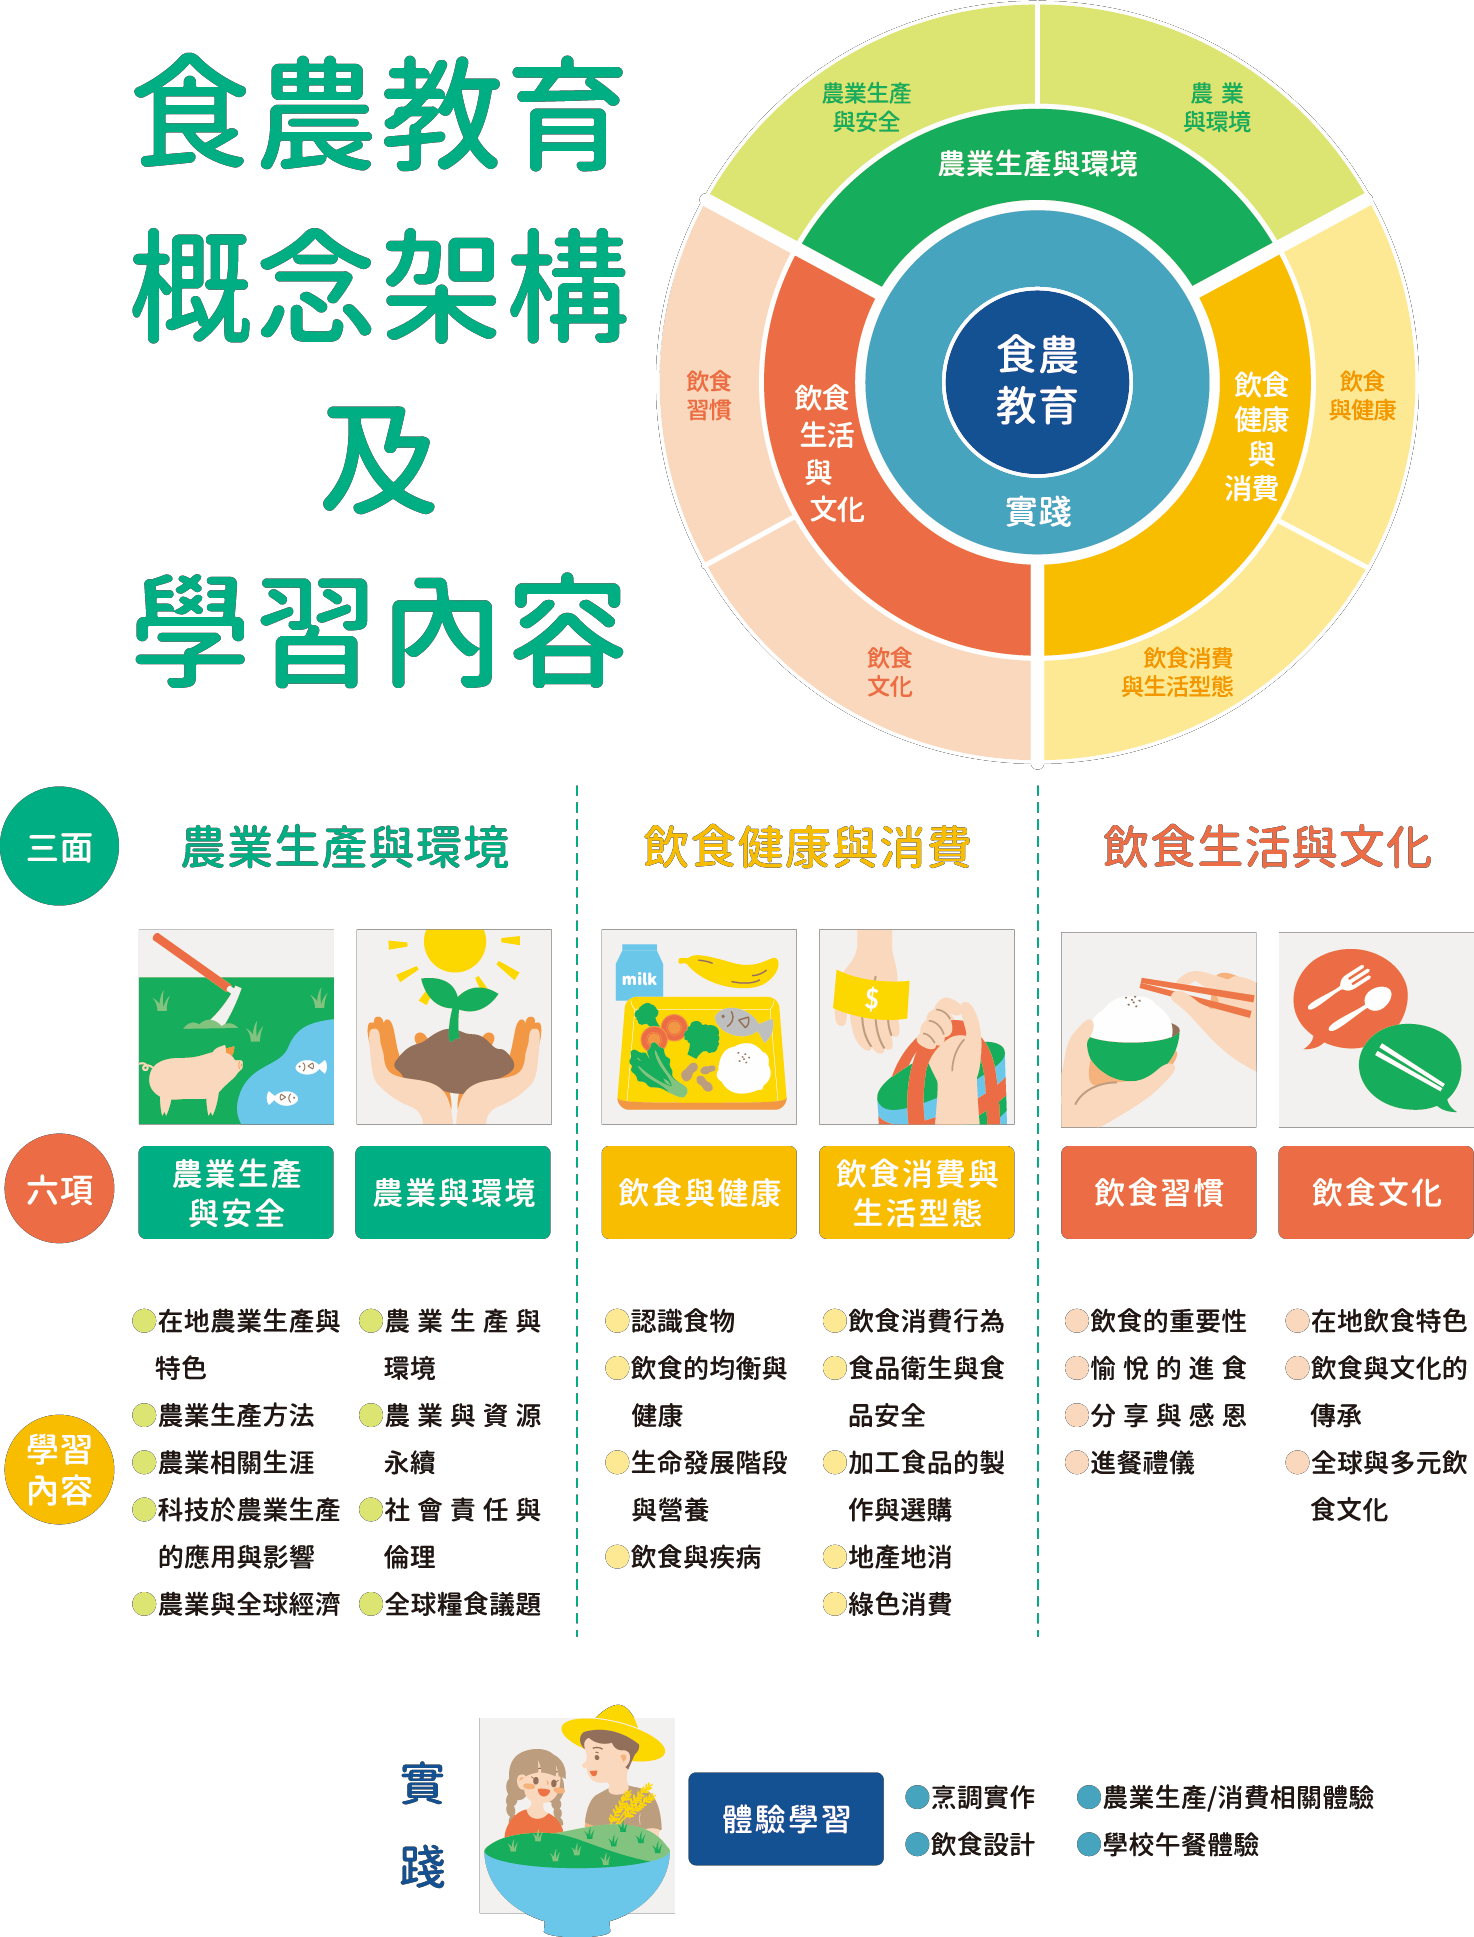 食農教育
概念架構
及
學習內容
農業生產
與安全
農業
與環境
農業生產與環境
飲食
習慣
飲食
生活
與
文化
食農
教育
實踐
飲食
健康
與
消費
飲食
與健康
飲食
文化
飲食消費
與生活型態
三面
農業生產與環境
飲食健康與消費
飲食生活與文化
milk
$
六項
農業生產
與安全
農業與環境
飲食與健康
飲食消費與
生活型態
飲食習慣
飲食文化
學習
內容
在地農業生產與
特色
農業生產方法
農業相關生涯
科技於農業生產
的應用與影響
農業與全球經濟
農業生產與
環境
農業與資源
永續
社會責任與
倫理
全球糧食議題
認識食物
飲食的均衡與
健康
生命發展階段
與營養
飲食與疾病
飲食消費行為
食品衛生與食
品安全
加工食品的製
作與選購
地產地消
綠色消費
飲食的重要性
愉悅的進食
分享與感恩
進餐禮儀
在地飲食特色
飲食與文化的
傳承
全球與多元飲
食文化
實
踐
體驗學習
烹調實作
飲食設計
農業生產/消費相關體驗
學校午餐體驗